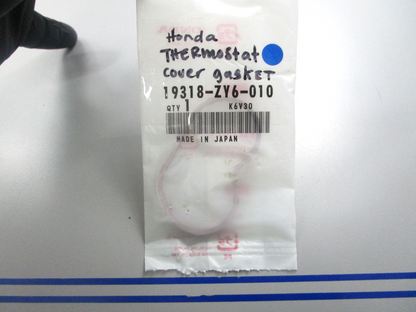 Honda
THERmostat
cover gasket
19318-ZY6-010
QTY 1 K6V30
MADE IN JAPAN